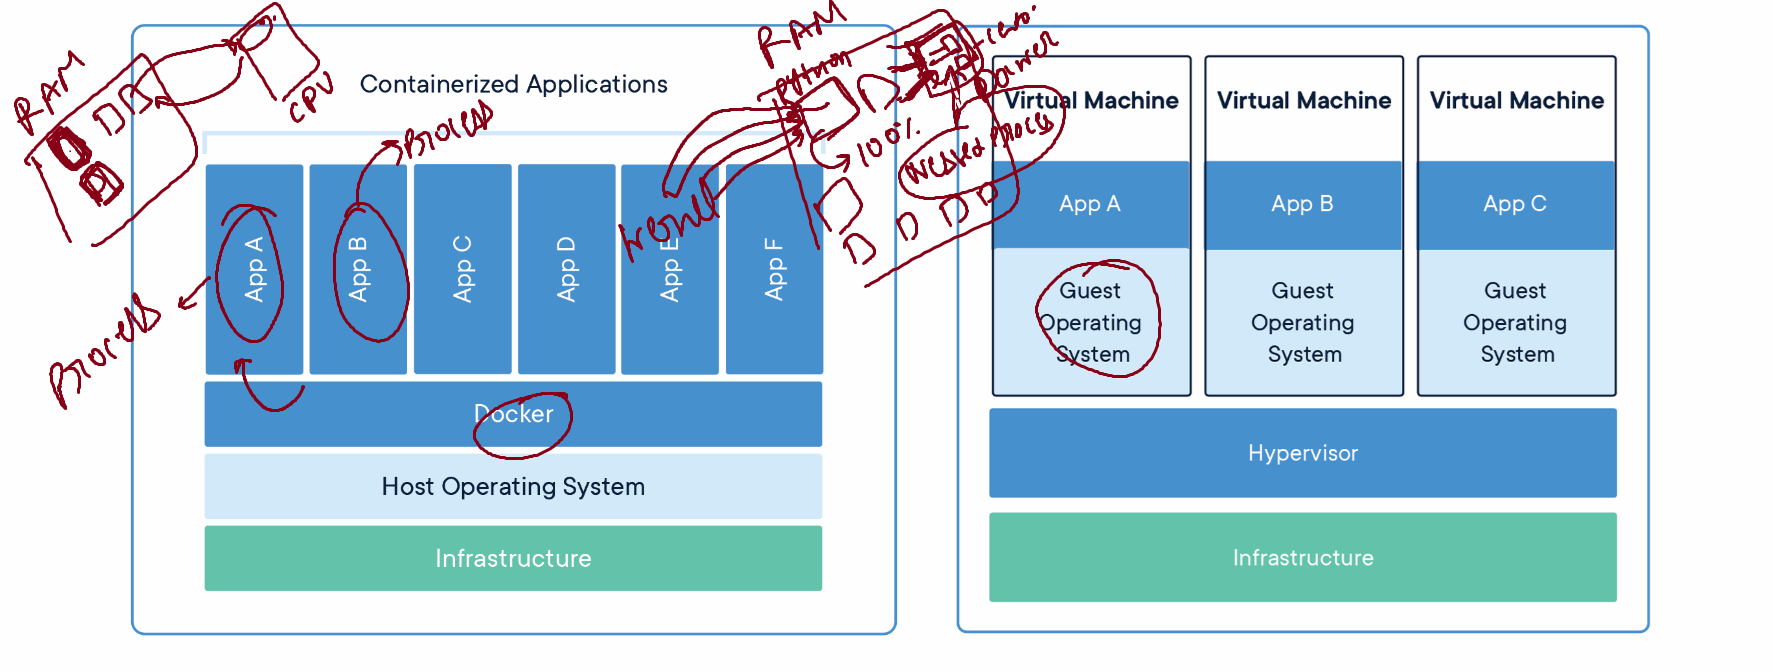 RAM
CPU
Containerized Applications
Process
RAM
python
100%
Docker
Nested process
kernel
Process
App A
App B
App C
App D
App E
App F
Docker
Host Operating System
Infrastructure
Virtual Machine
Virtual Machine
Virtual Machine
App A
App B
App C
Guest
Operating
System
Guest
Operating
System
Guest
Operating
System
Hypervisor
Infrastructure